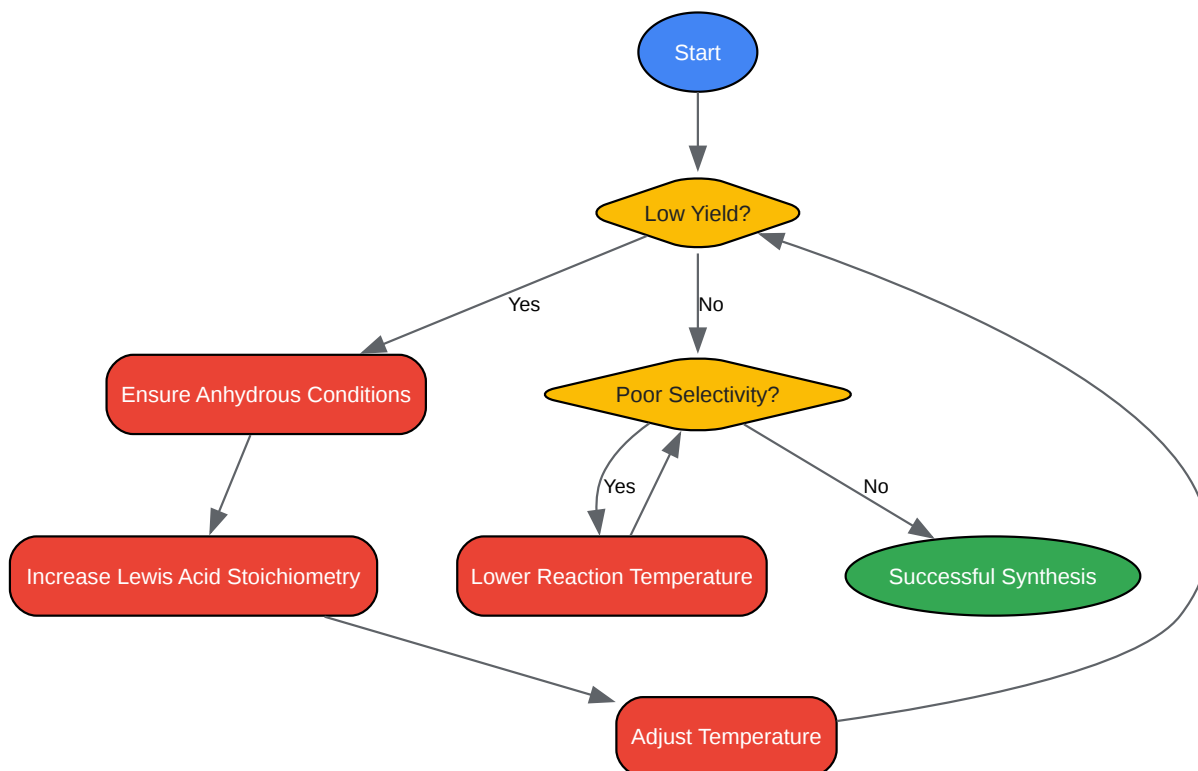 Start
Low Yield?
Yes
No
Ensure Anhydrous Conditions
Poor Selectivity?
Yes
No
Increase Lewis Acid Stoichiometry
Lower Reaction Temperature
Successful Synthesis
Adjust Temperature